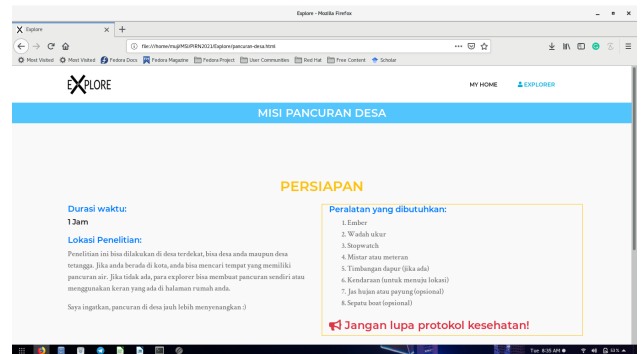 Explore - Mozilla Firefox
Explore
file:///home/muji/MSI/PIRN2021/Explore/pancuran-desa.html
Most Visited Most Visited Fedora Docs Fedora Magazine Fedora Project User Communities Red Hat Free Content Scholar
EXPLORE
MY HOME EXPLORER
MISI PANCURAN DESA
PERSIAPAN
Durasi waktu:
1 Jam
Lokasi Penelitian:
Penelitian ini bisa dilakukan di desa terdekat, bisa desa anda maupun desa
tetangga. Jika anda berada di kota, anda bisa mencari tempat yang memiliki
pancuran air. Jika tidak ada, para explorer bisa membuat pancuran sendiri atau
menggunakan keran yang ada di halaman rumah anda.
Saya ingatkan, pancuran di desa jauh lebih menyenangkan :)
Peralatan yang dibutuhkan:
1. Ember
2. Wadah ukur
3. Stopwatch
4. Mistar atau meteran
5. Timbangan dapur (jika ada)
6. Kendaraan (untuk menuju lokasi)
7. Jas hujan atau payung (opsional)
8. Sepatu boat (opsional)
Jangan lupa protokol kesehatan!
Tue 8:35 AM